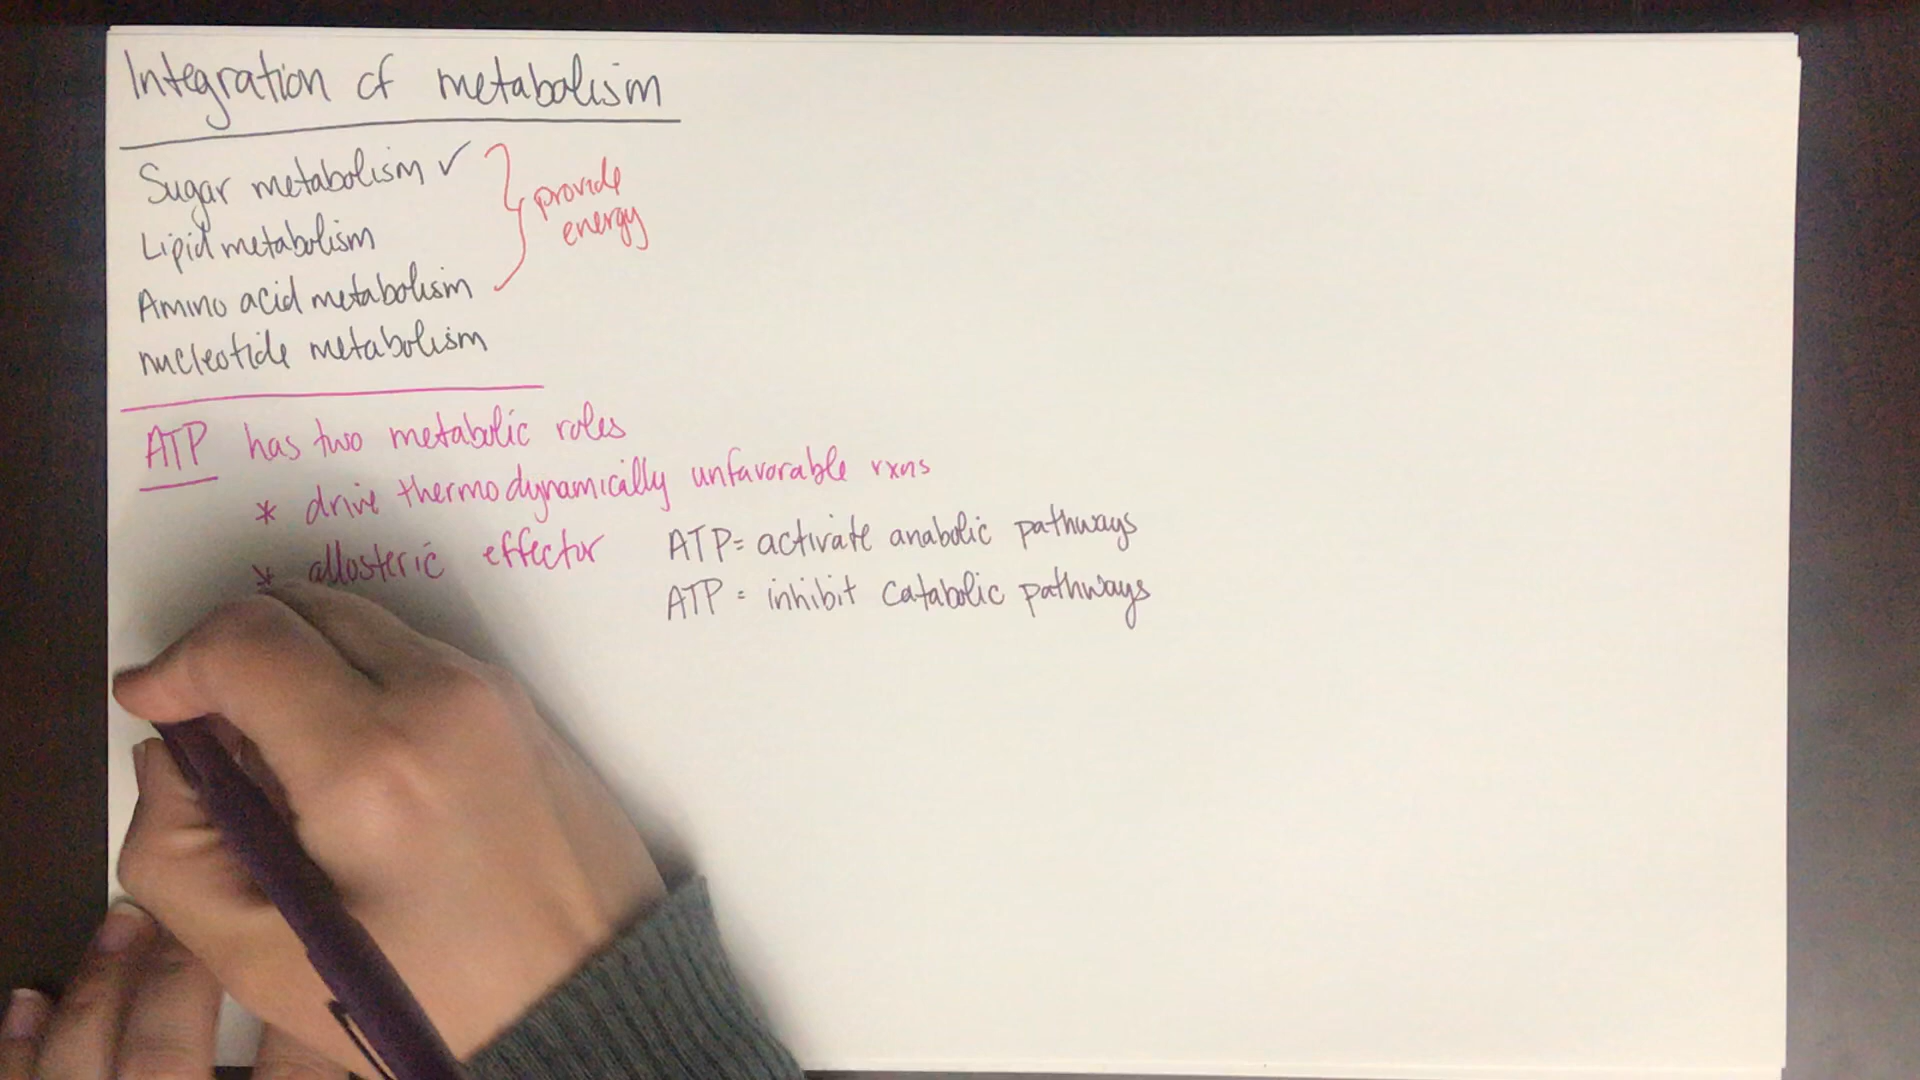 Integration of metabolism
Sugar metabolism ✓
Lipid metabolism
Amino acid metabolism
nucleotide metabolism
provide
energy
ATP has two metabolic roles
* drive thermodynamically unfavorable rxns
* allosteric effector
ATP = activate anabolic pathways
ATP = inhibit catabolic pathways